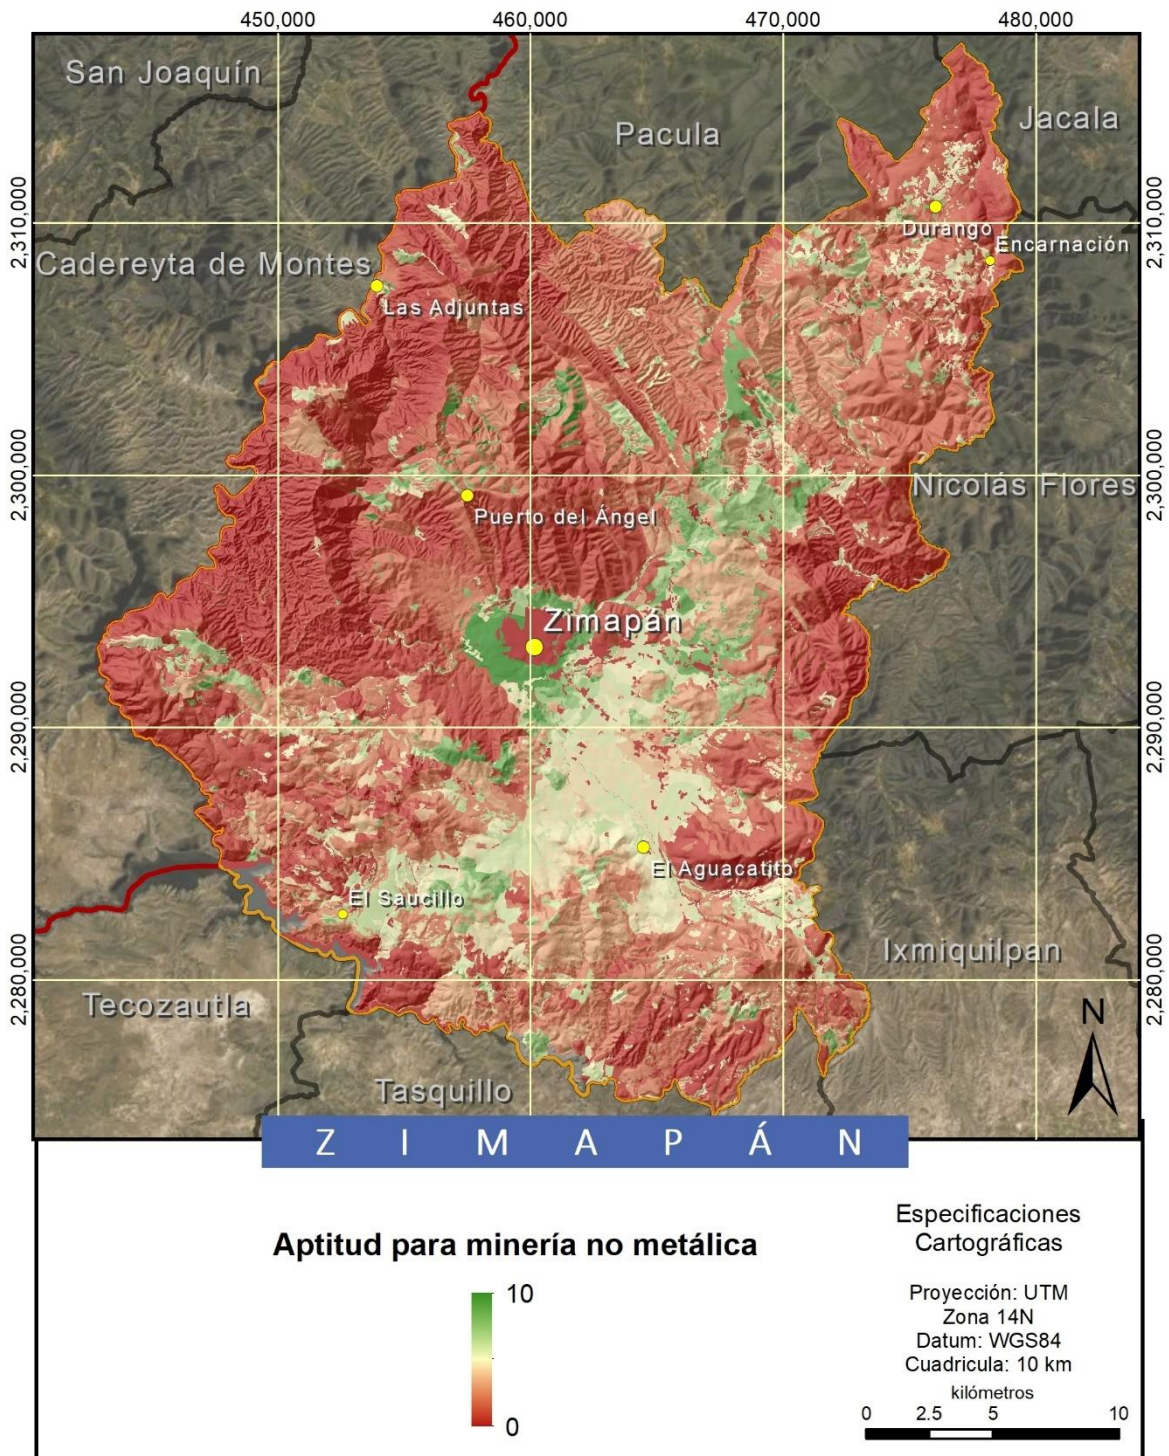 450,000
460,000
470,000
480,000
San Joaquín
Pacula
Jacala
2,310,000
2,310,000
Durango
Encarnación
Cadereyta de Montes
Las Adjuntas
2,300,000
2,300,000
Nicolás Flores
Puerto del Ángel
Zimapán
2,290,000
2,290,000
El Aguacatito
El Saucillo
Ixmiquilpan
2,280,000
2,280,000
Tecozautla
N
Tasquillo
Z I M A P Á N
Aptitud para minería no metálica
10
0
Especificaciones
Cartográficas
Proyección: UTM
Zona 14N
Datum: WGS84
Cuadricula: 10 km
kilómetros
0 2.5 5 10